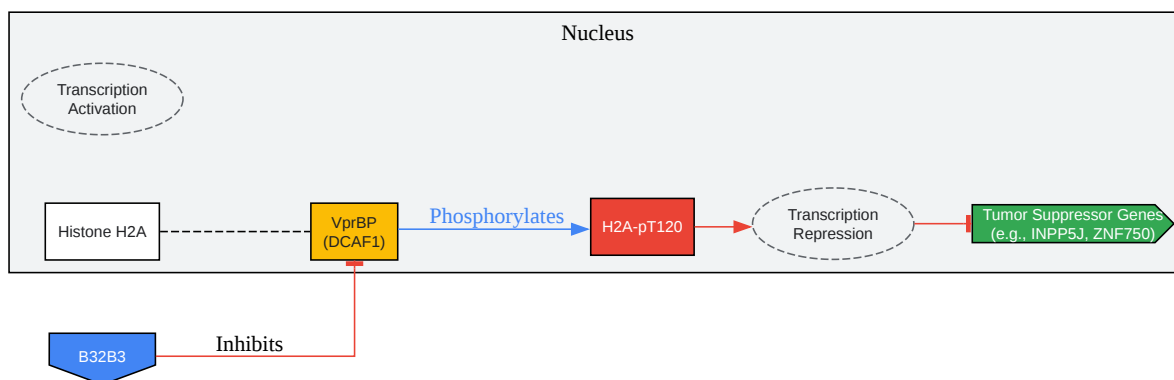 Nucleus
Transcription
Activation
Histone H2A
VprBP
(DCAF1)
Phosphorylates
H2A-pT120
Transcription
Repression
Tumor Suppressor Genes
(e.g., INPP5J, ZNF750)
B32B3
Inhibits